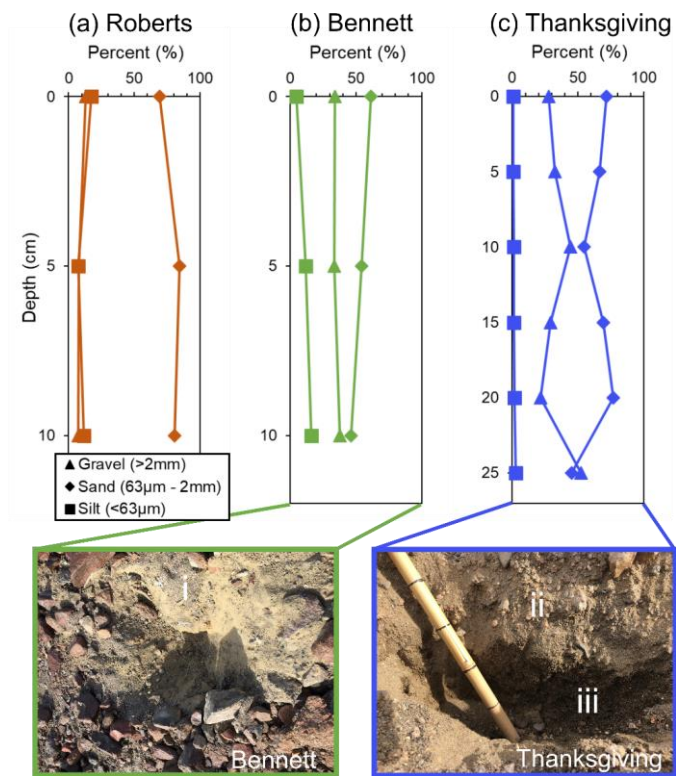 (a) Roberts
(b) Bennett
(c) Thanksgiving
Percent (%)
Percent (%)
Percent (%)
0 50 100
0 50 100
0 50 100
Depth (cm)
0
5
10
0
5
10
0
5
10
15
20
25
Gravel (>2mm)
Sand (63µm - 2mm)
Silt (<63µm)
i
Bennett
ii
iii
Thanksgiving